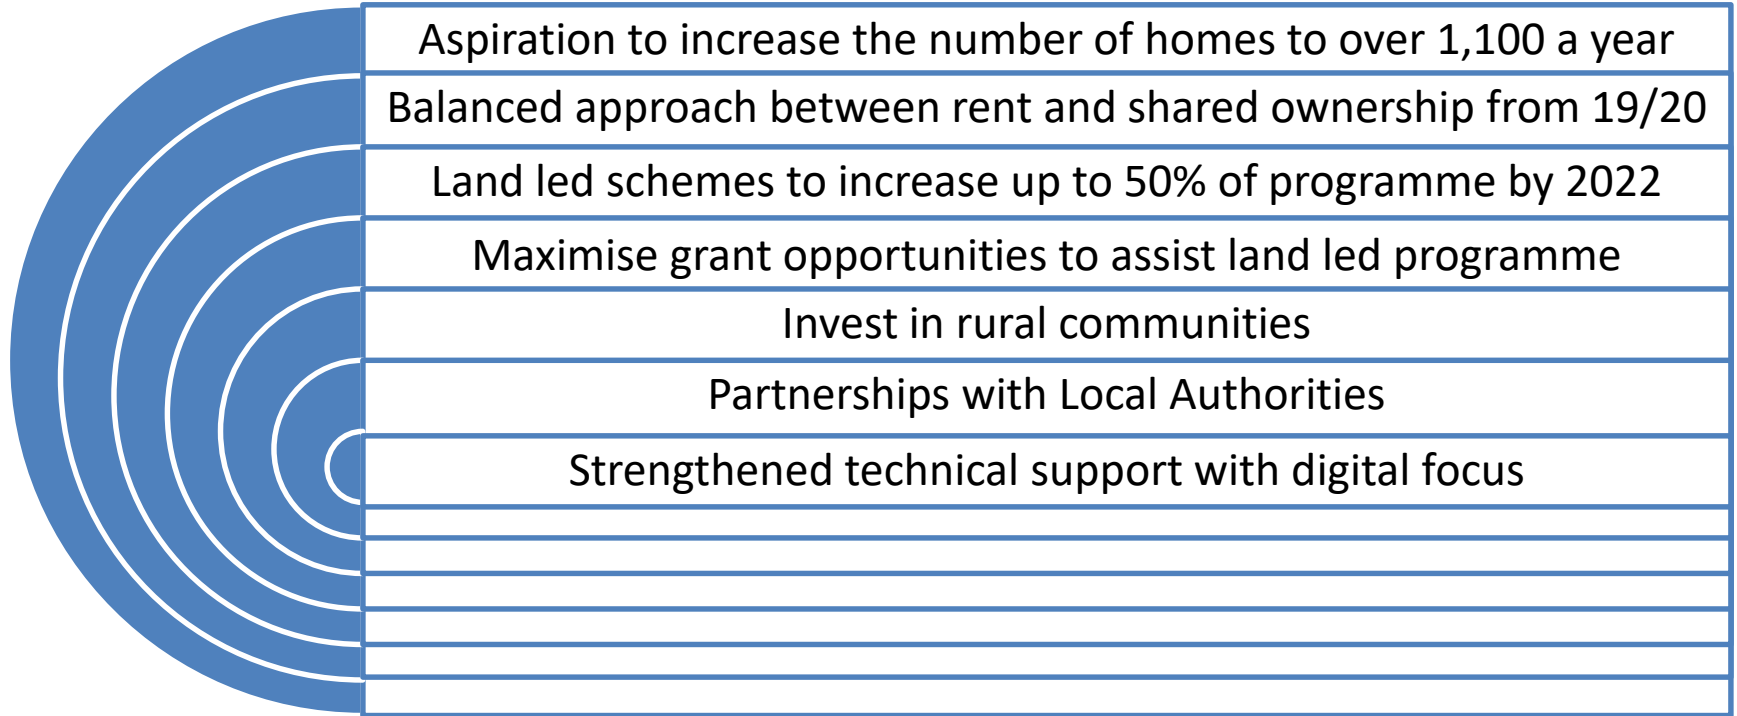 Aspiration to increase the number of homes to over 1,100 a year
Balanced approach between rent and shared ownership from 19/20
Land led schemes to increase up to 50% of programme by 2022
Maximise grant opportunities to assist land led programme
Invest in rural communities
Partnerships with Local Authorities
Strengthened technical support with digital focus